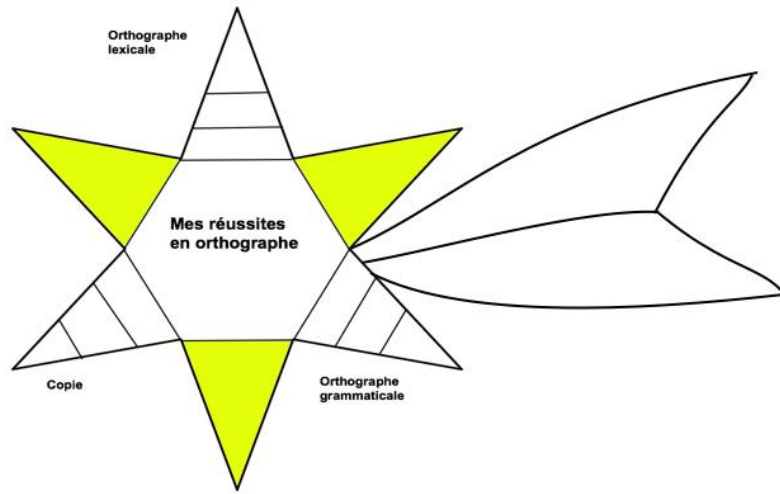 Orthographe
lexicale
Mes réussites
en orthographe
Copie
Orthographe
grammaticale